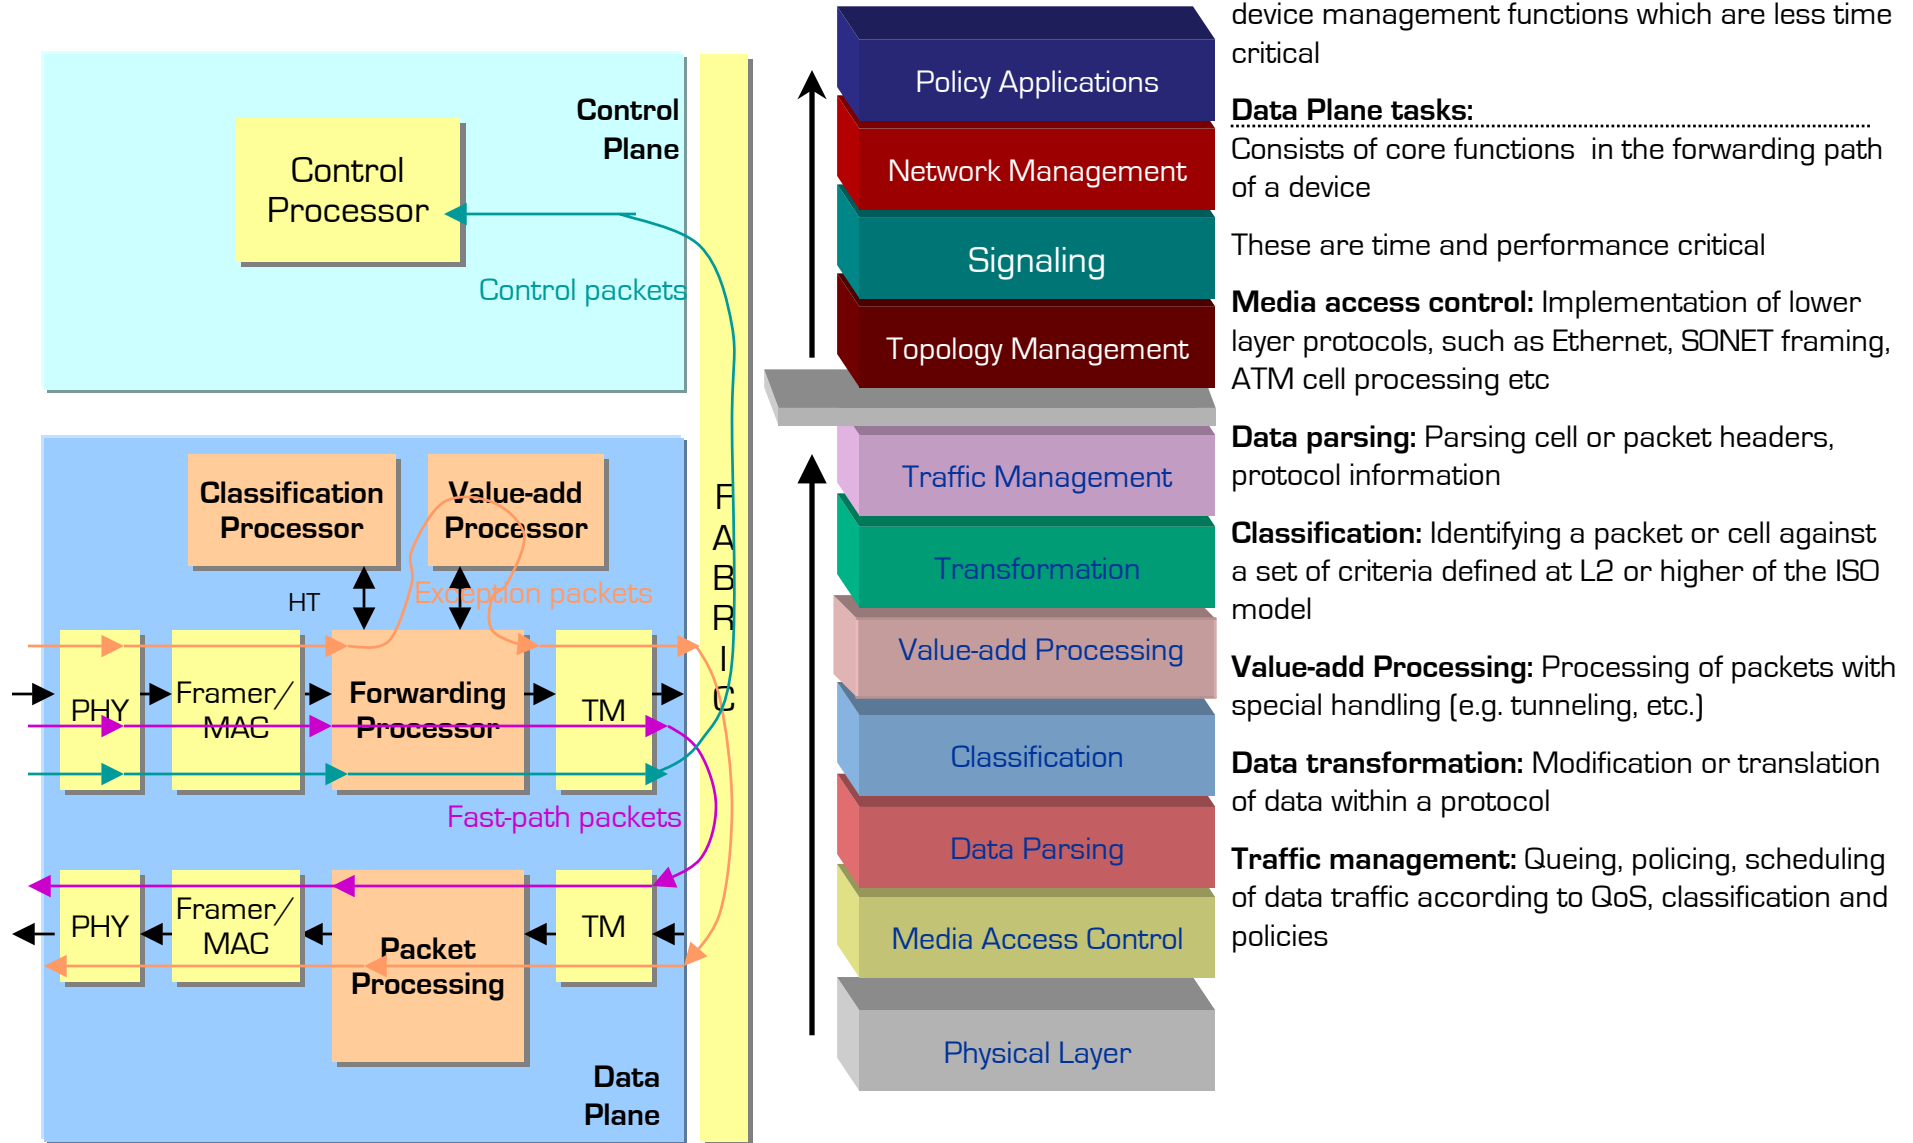 Control
Plane
Control
Processor
Control packets
Classification
Processor
Value-add
Processor
HT
Exception packets
PHY
Framer/
MAC
Forwarding
Processor
TM
Fast-path packets
PHY
Framer/
MAC
Packet
Processing
TM
Data
Plane
F
A
B
R
I
C
Policy Applications
Network Management
Signaling
Topology Management
Traffic Management
Transformation
Value-add Processing
Classification
Data Parsing
Media Access Control
Physical Layer
device management functions which are less time
critical
Data Plane tasks:
Consists of core functions in the forwarding path
of a device
These are time and performance critical
Media access control: Implementation of lower
layer protocols, such as Ethernet, SONET framing,
ATM cell processing etc
Data parsing: Parsing cell or packet headers,
protocol information
Classification: Identifying a packet or cell against
a set of criteria defined at L2 or higher of the ISO
model
Value-add Processing: Processing of packets with
special handling (e.g. tunneling, etc.)
Data transformation: Modification or translation
of data within a protocol
Traffic management: Queing, policing, scheduling
of data traffic according to QoS, classification and
policies